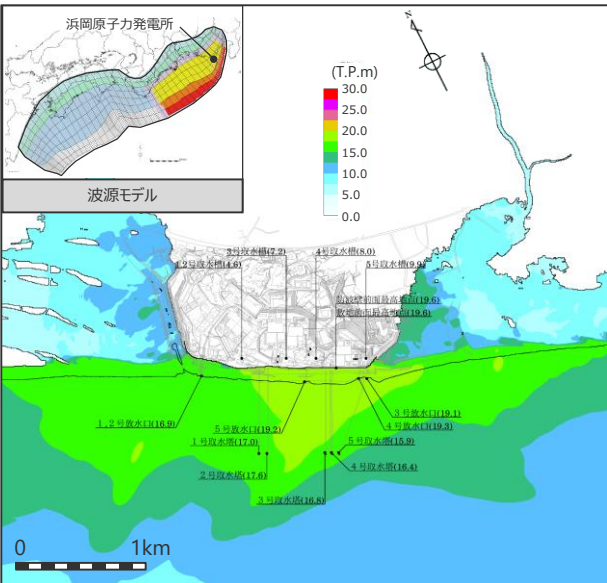 浜岡原子力発電所
波源モデル
N
(T.P.m)
30.0
25.0
20.0
15.0
10.0
5.0
0.0
3号取水槽(7.2)
4号取水槽(8.0)
1,2号取水槽(4.6)
5号取水槽(9.9)
防波壁前面最高地点(19.6)
敷地前面最高地点(19.6)
1,2号放水口(16.9)
5号放水口(19.2)
3号放水口(19.1)
4号放水口(19.3)
1号取水塔(17.0)
5号取水塔(15.9)
2号取水塔(17.6)
4号取水塔(16.4)
3号取水塔(16.8)
0 1km